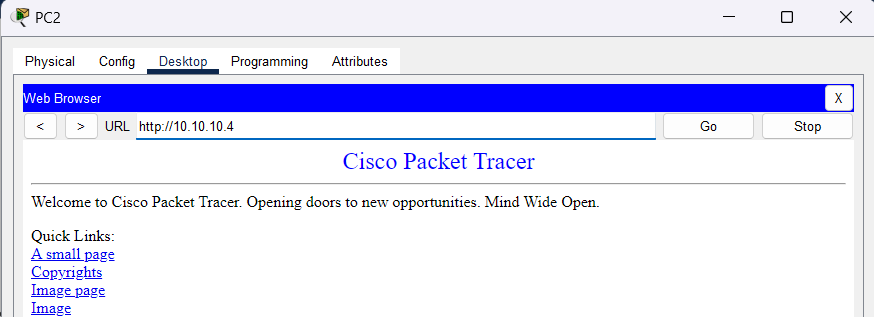 PC2
Physical Config Desktop Programming Attributes
Web Browser X
< > URL http://10.10.10.4 Go Stop
Cisco Packet Tracer
Welcome to Cisco Packet Tracer. Opening doors to new opportunities. Mind Wide Open.
Quick Links:
A small page
Copyrights
Image page
Image